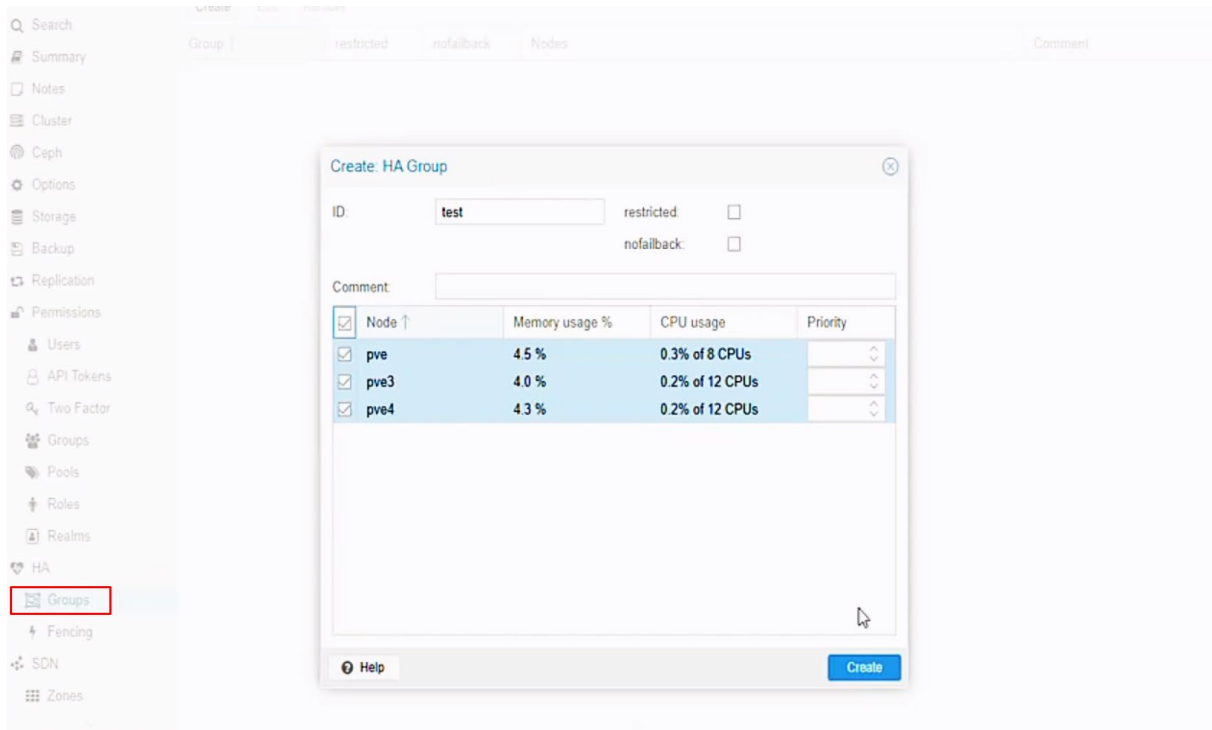 Create Edit Remove
Search
Group ↑ restricted nofailback Nodes Comment
Summary
Notes
Cluster
Ceph
Options
Storage
Backup
Replication
Permissions
Users
API Tokens
Two Factor
Groups
Pools
Roles
Realms
HA
Groups
Fencing
SDN
Zones
Create: HA Group
ID: test restricted:
nofailback:
Comment:
Node ↑ Memory usage % CPU usage Priority
pve 4.5 % 0.3% of 8 CPUs
pve3 4.0 % 0.2% of 12 CPUs
pve4 4.3 % 0.2% of 12 CPUs
Help Create